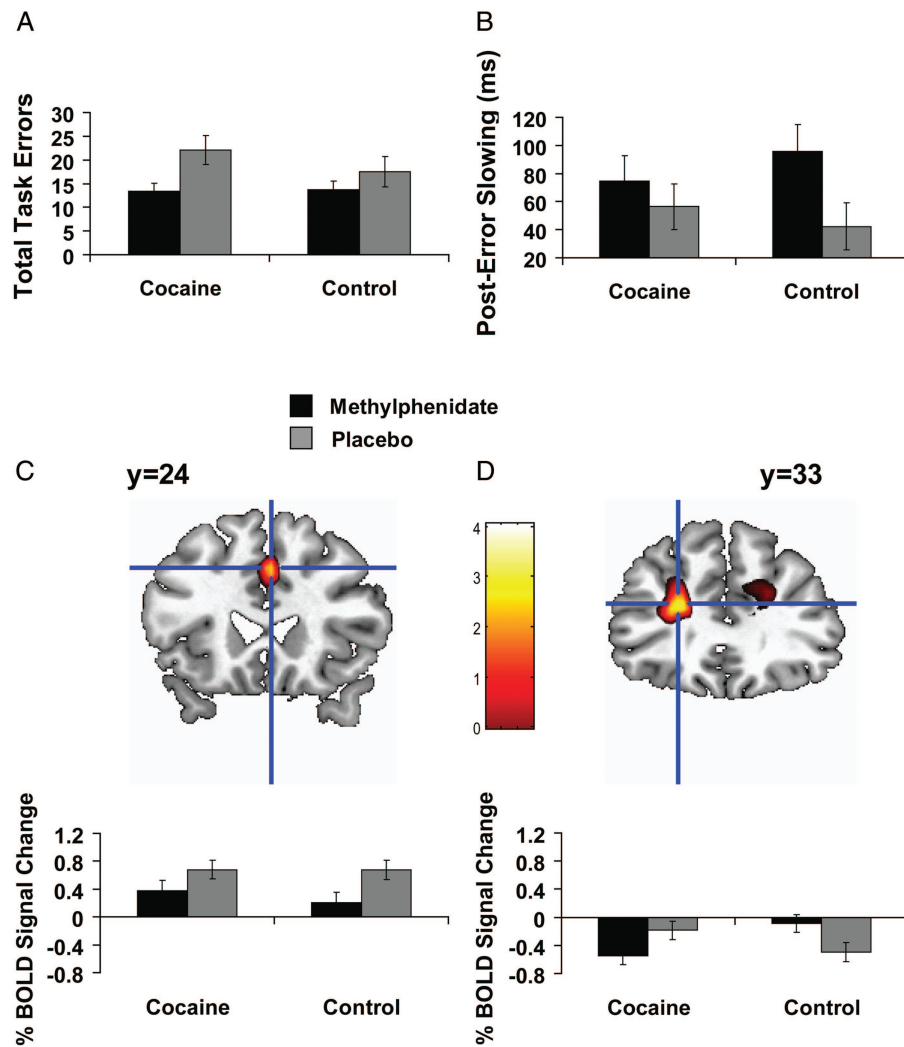 A
Total Task Errors
30
25
20
15
10
5
0
Cocaine Control
B
Post-Error Slowing (ms)
120
100
80
60
40
20
Cocaine Control
Methylphenidate
Placebo
C
y=24
D
y=33
4
3
2
1
0
% BOLD Signal Change
1.2
0.8
0.4
0
-0.4
-0.8
Cocaine Control
% BOLD Signal Change
1.2
0.8
0.4
0
-0.4
-0.8
Cocaine Control